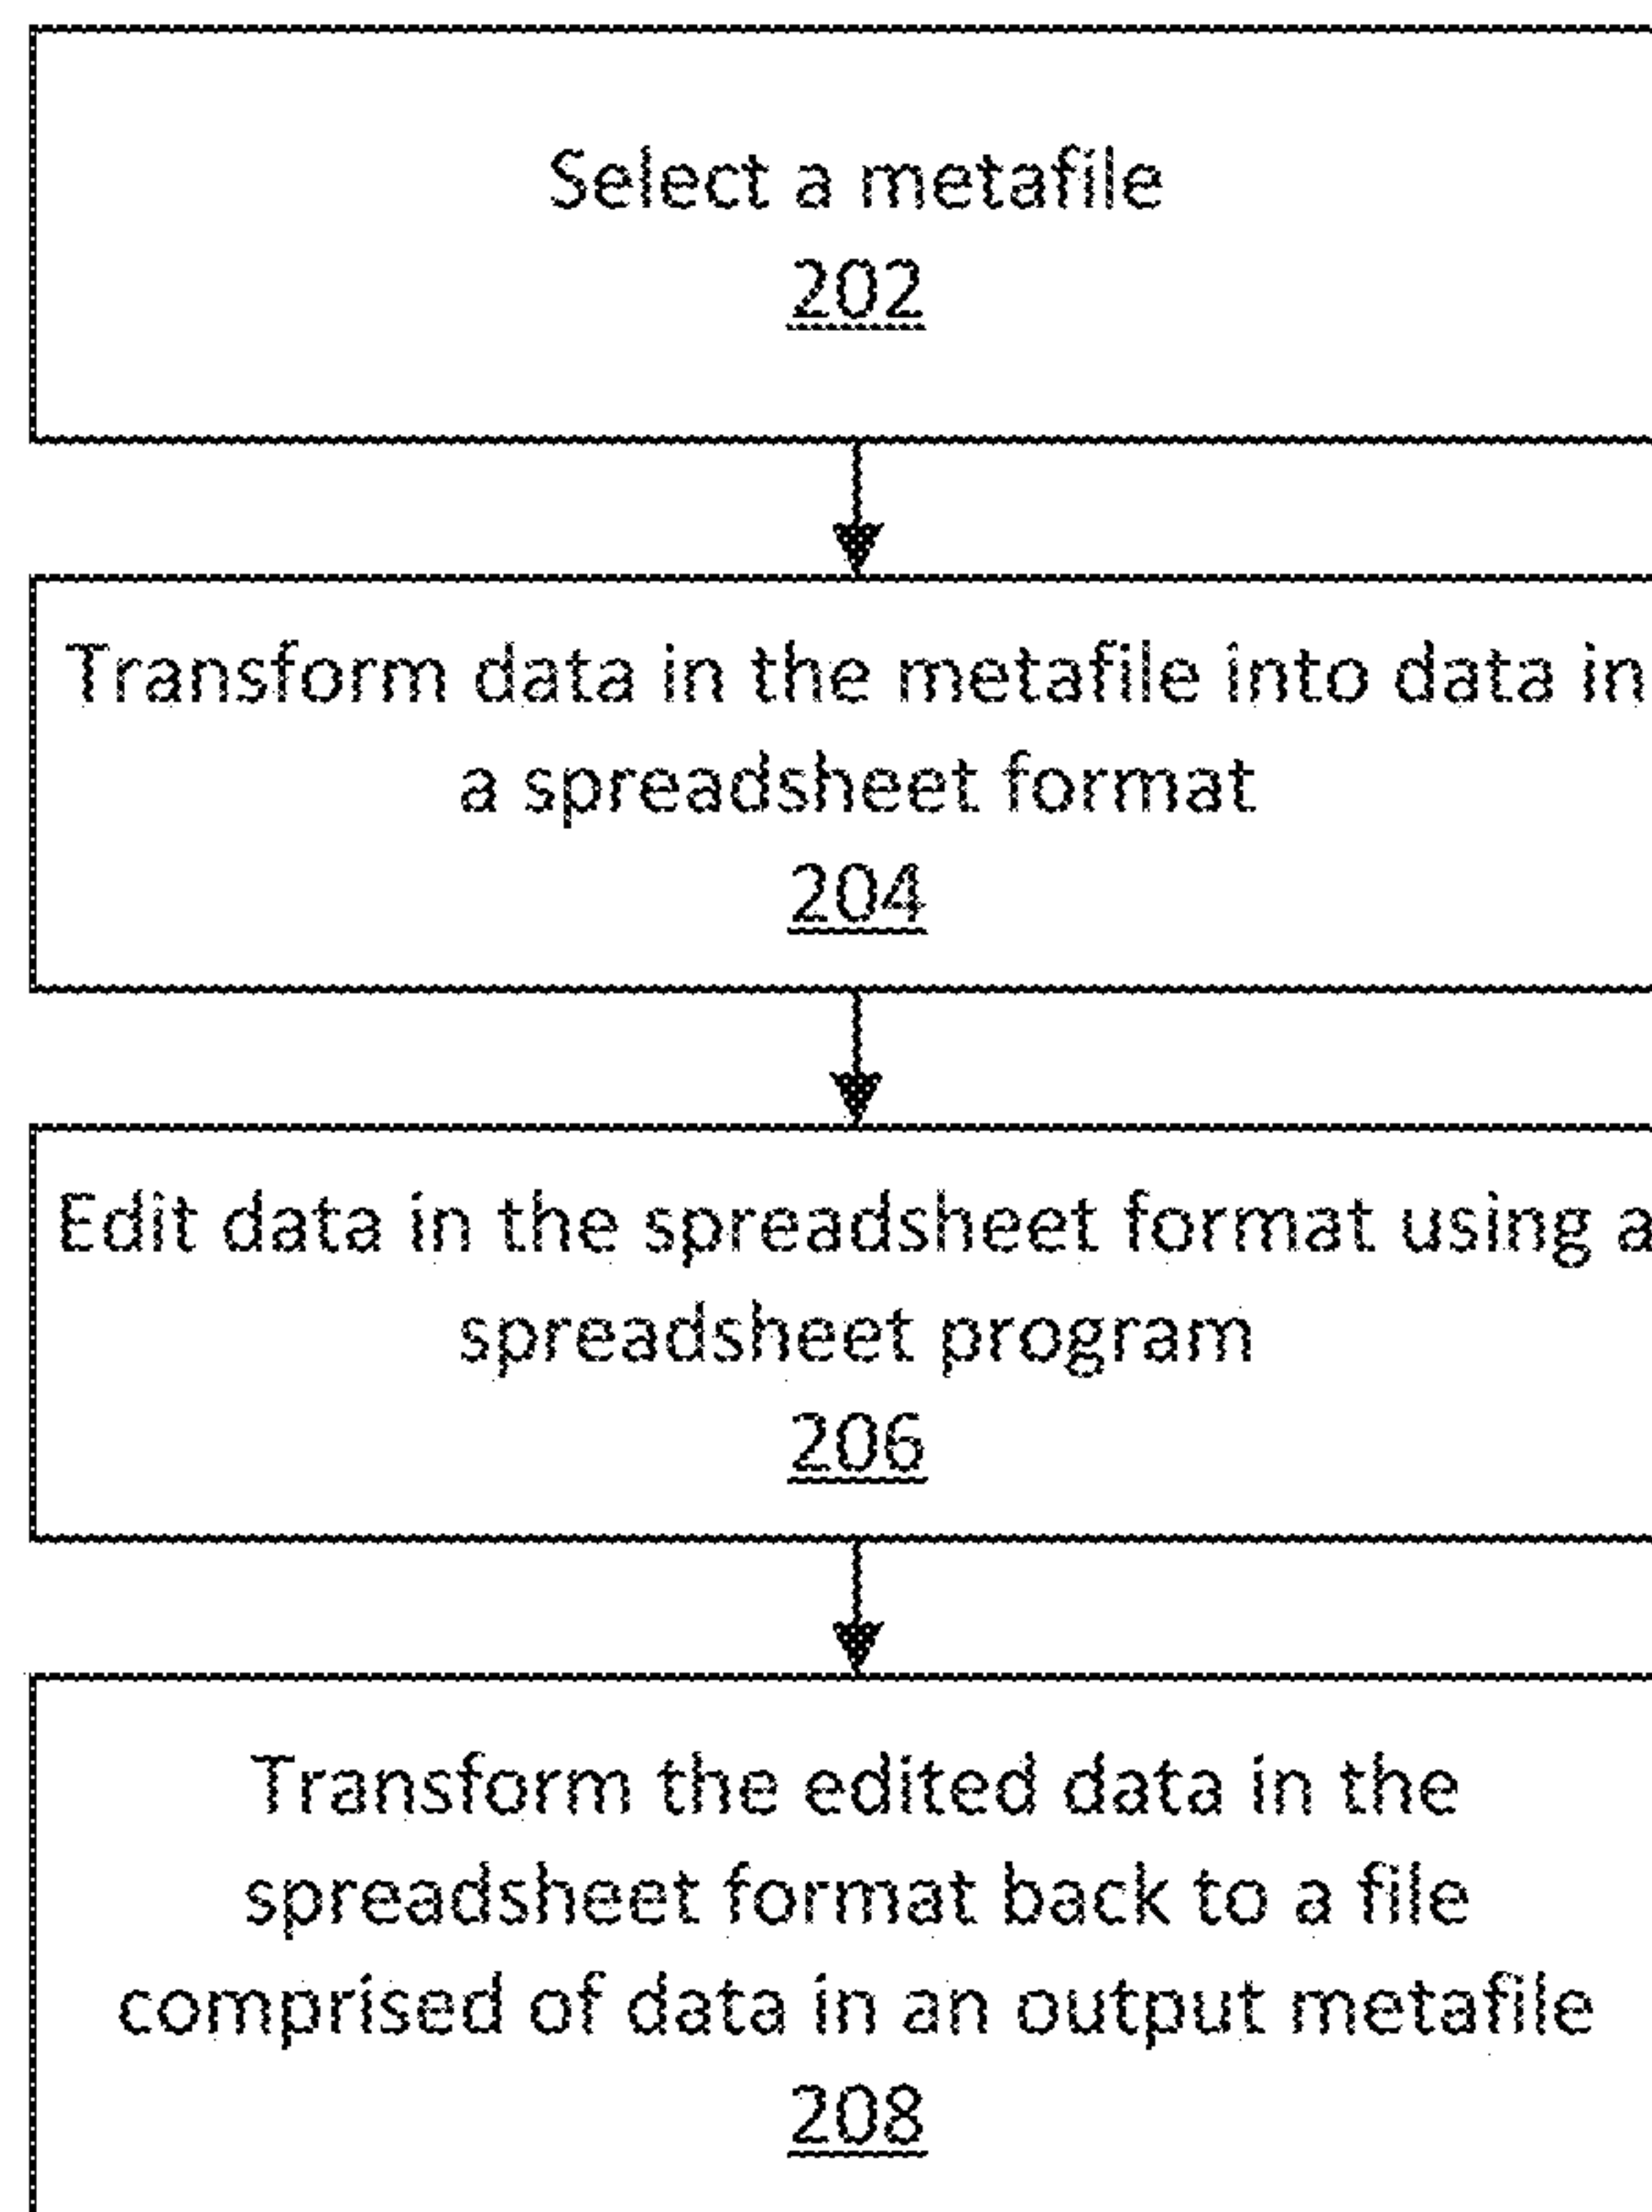 Select a metafile
202
Transform data in the metafile into data in
a spreadsheet format
204
Edit data in the spreadsheet format using a
spreadsheet program
206
Transform the edited data in the
spreadsheet format back to a file
comprised of data in an output metafile
208